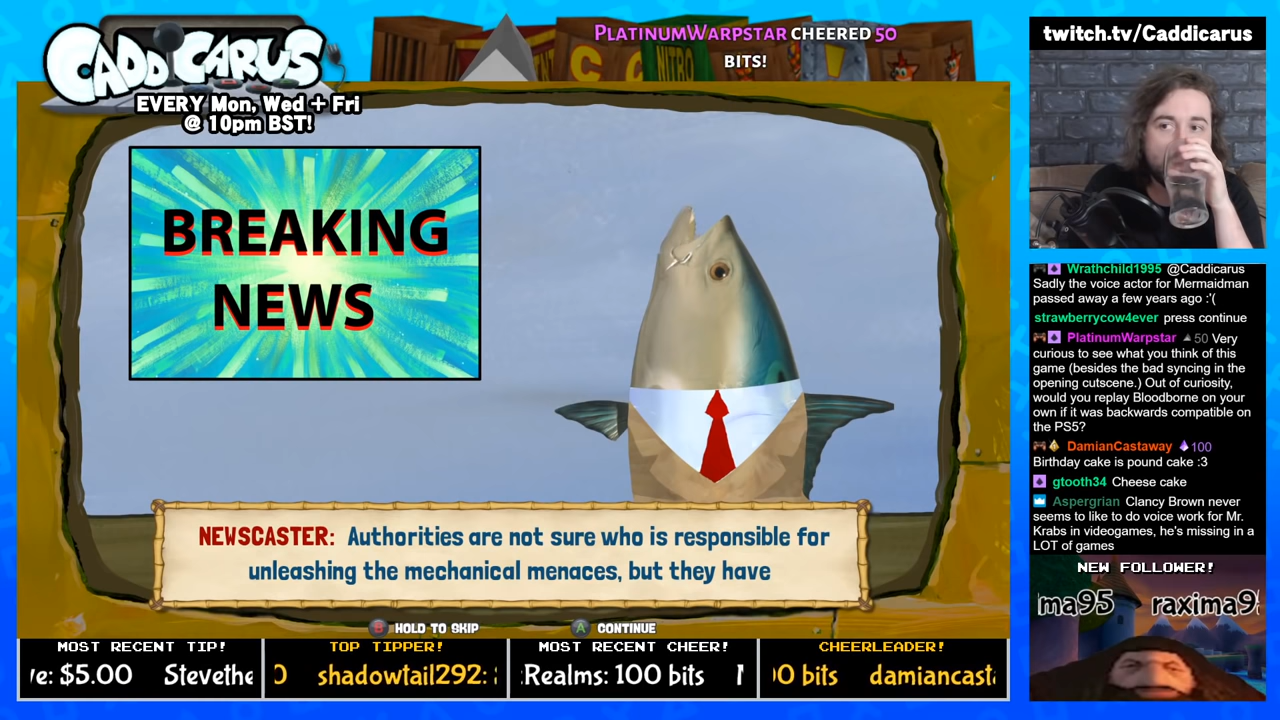 CADDICARUS
EVERY Mon, Wed + Fri
@ 10pm BST!
PLATINUMWARPSTAR CHEERED 50
BITS!
NITRO
C
C
twitch.tv/Caddicarus
BREAKING
NEWS
NEWSCASTER: Authorities are not sure who is responsible for
unleashing the mechanical menaces, but they have
B HOLD TO SKIP
A CONTINUE
Wrathchild1995 @Caddicarus
Sadly the voice actor for Mermaidman
passed away a few years ago :'(
strawberrycow4ever press continue
PlatinumWarpstar 50 Very
curious to see what you think of this
game (besides the bad syncing in the
opening cutscene.) Out of curiosity,
would you replay Bloodborne on your
own if it was backwards compatible on
the PS5?
DamianCastaway 100
Birthday cake is pound cake :3
gtooth34 Cheese cake
Aspergrian Clancy Brown never
seems to like to do voice work for Mr.
Krabs in videogames, he's missing in a
LOT of games
NEW FOLLOWER!
ma95 raxima9
MOST RECENT TIP!
e: $5.00 Stevethe
TOP TIPPER!
0 shadowtail292:
MOST RECENT CHEER!
Realms: 100 bits
CHEERLEADER!
00 bits damiancast